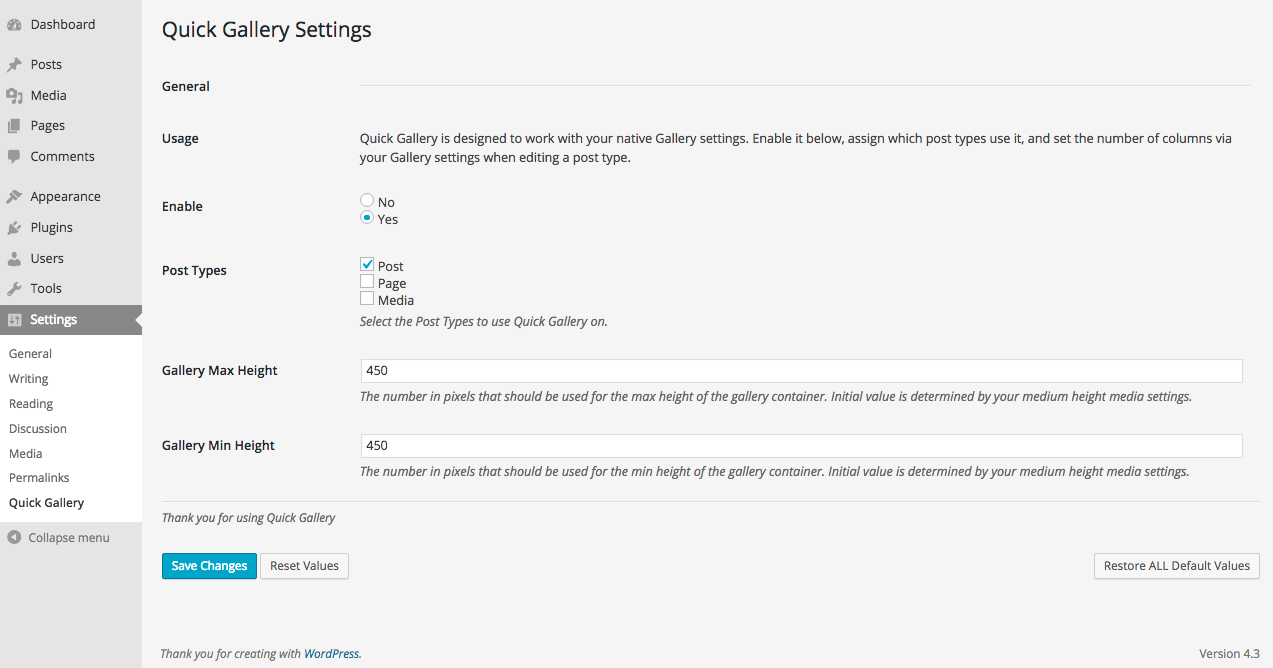 Dashboard
Posts
Media
Pages
Comments
Appearance
Plugins
Users
Tools
Settings
General
Writing
Reading
Discussion
Media
Permalinks
Quick Gallery
Collapse menu
Quick Gallery Settings
General
Usage
Quick Gallery is designed to work with your native Gallery settings. Enable it below, assign which post types use it, and set the number of columns via
your Gallery settings when editing a post type.
Enable
No
Yes
Post Types
Post
Page
Media
Select the Post Types to use Quick Gallery on.
Gallery Max Height
450
The number in pixels that should be used for the max height of the gallery container. Initial value is determined by your medium height media settings.
Gallery Min Height
450
The number in pixels that should be used for the min height of the gallery container. Initial value is determined by your medium height media settings.
Thank you for using Quick Gallery
Save Changes
Reset Values
Restore ALL Default Values
Thank you for creating with WordPress.
Version 4.3